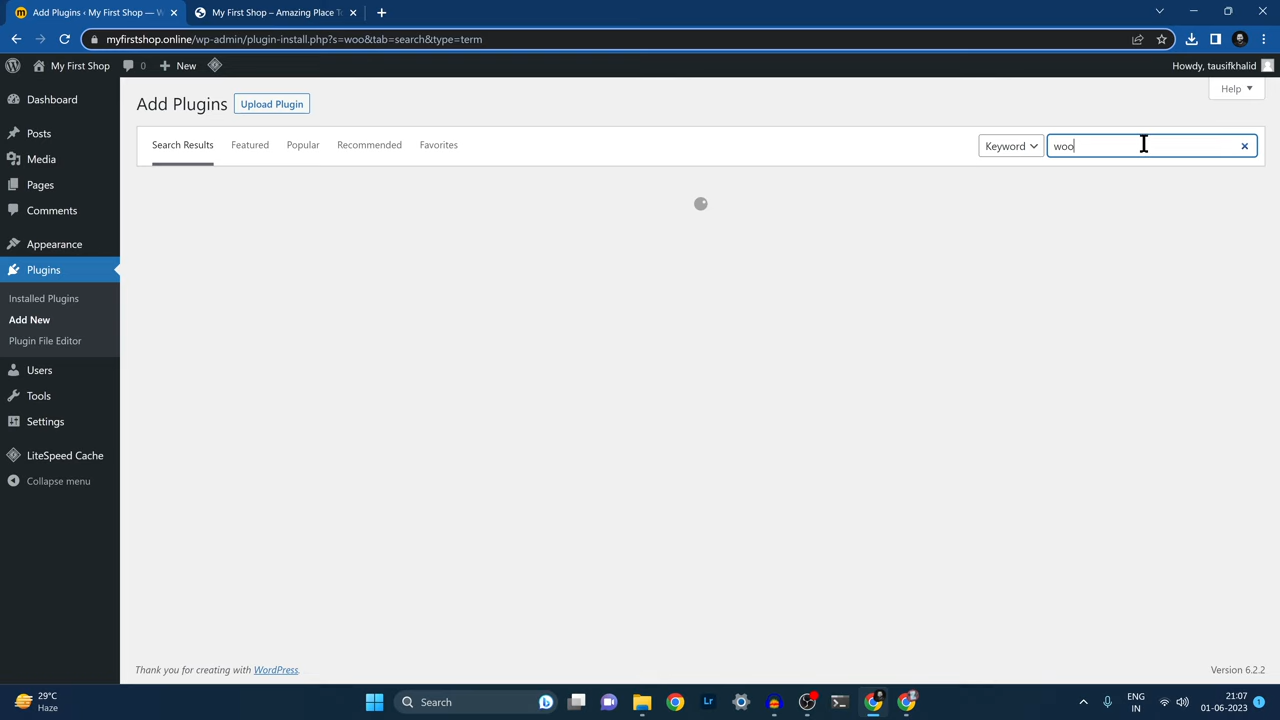 Add Plugins ‹ My First Shop — W
My First Shop – Amazing Place T
myfirstshop.online/wp-admin/plugin-install.php?s=woo&tab=search&type=term
My First Shop
0
New
Howdy, tausifkhalid
Dashboard
Posts
Media
Pages
Comments
Appearance
Plugins
Installed Plugins
Add New
Plugin File Editor
Users
Tools
Settings
LiteSpeed Cache
Collapse menu
Add Plugins
Upload Plugin
Help
Search Results
Featured
Popular
Recommended
Favorites
Keyword
woo
Thank you for creating with WordPress.
Version 6.2.2
29°C
Haze
Search
Lr
ENG
IN
21:07
01-06-2023
1